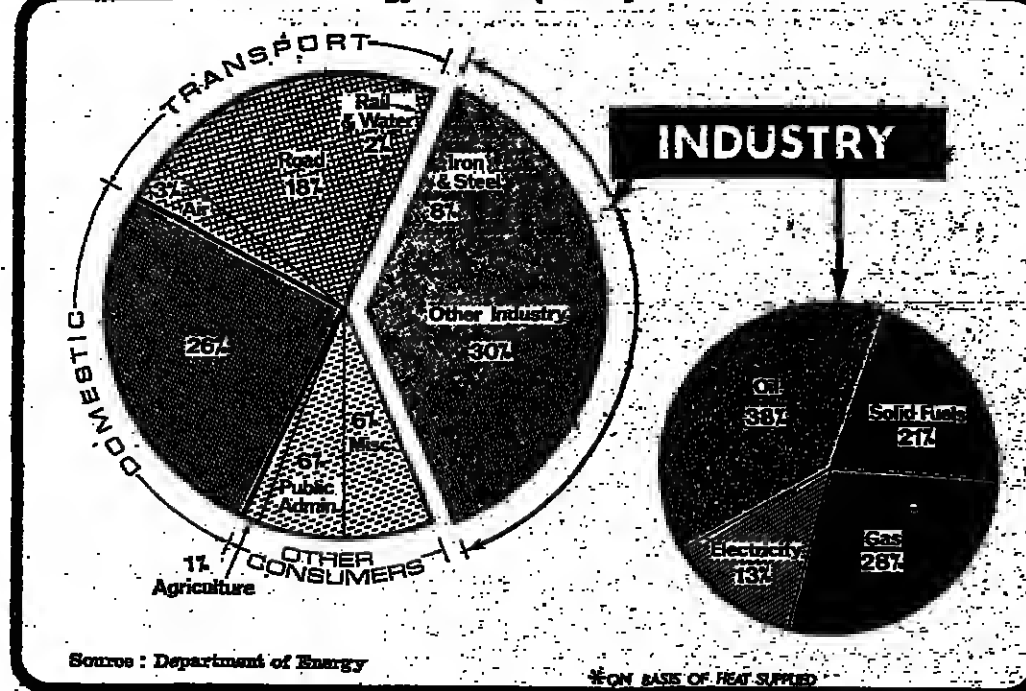 TRANSPORT
Rail
& Water
2%
Road
18%
3%
Air
Iron
& Steel
8%
INDUSTRY
DOMESTIC
26%
Other Industry
30%
6%
Misc.
6%
Public
Admin.
1%
Agriculture
OTHER
CONSUMERS
Oil
38%
Solid Fuels
21%
Electricity
13%
Gas
28%
Source : Department of Energy
*ON BASIS OF HEAT SUPPLIED